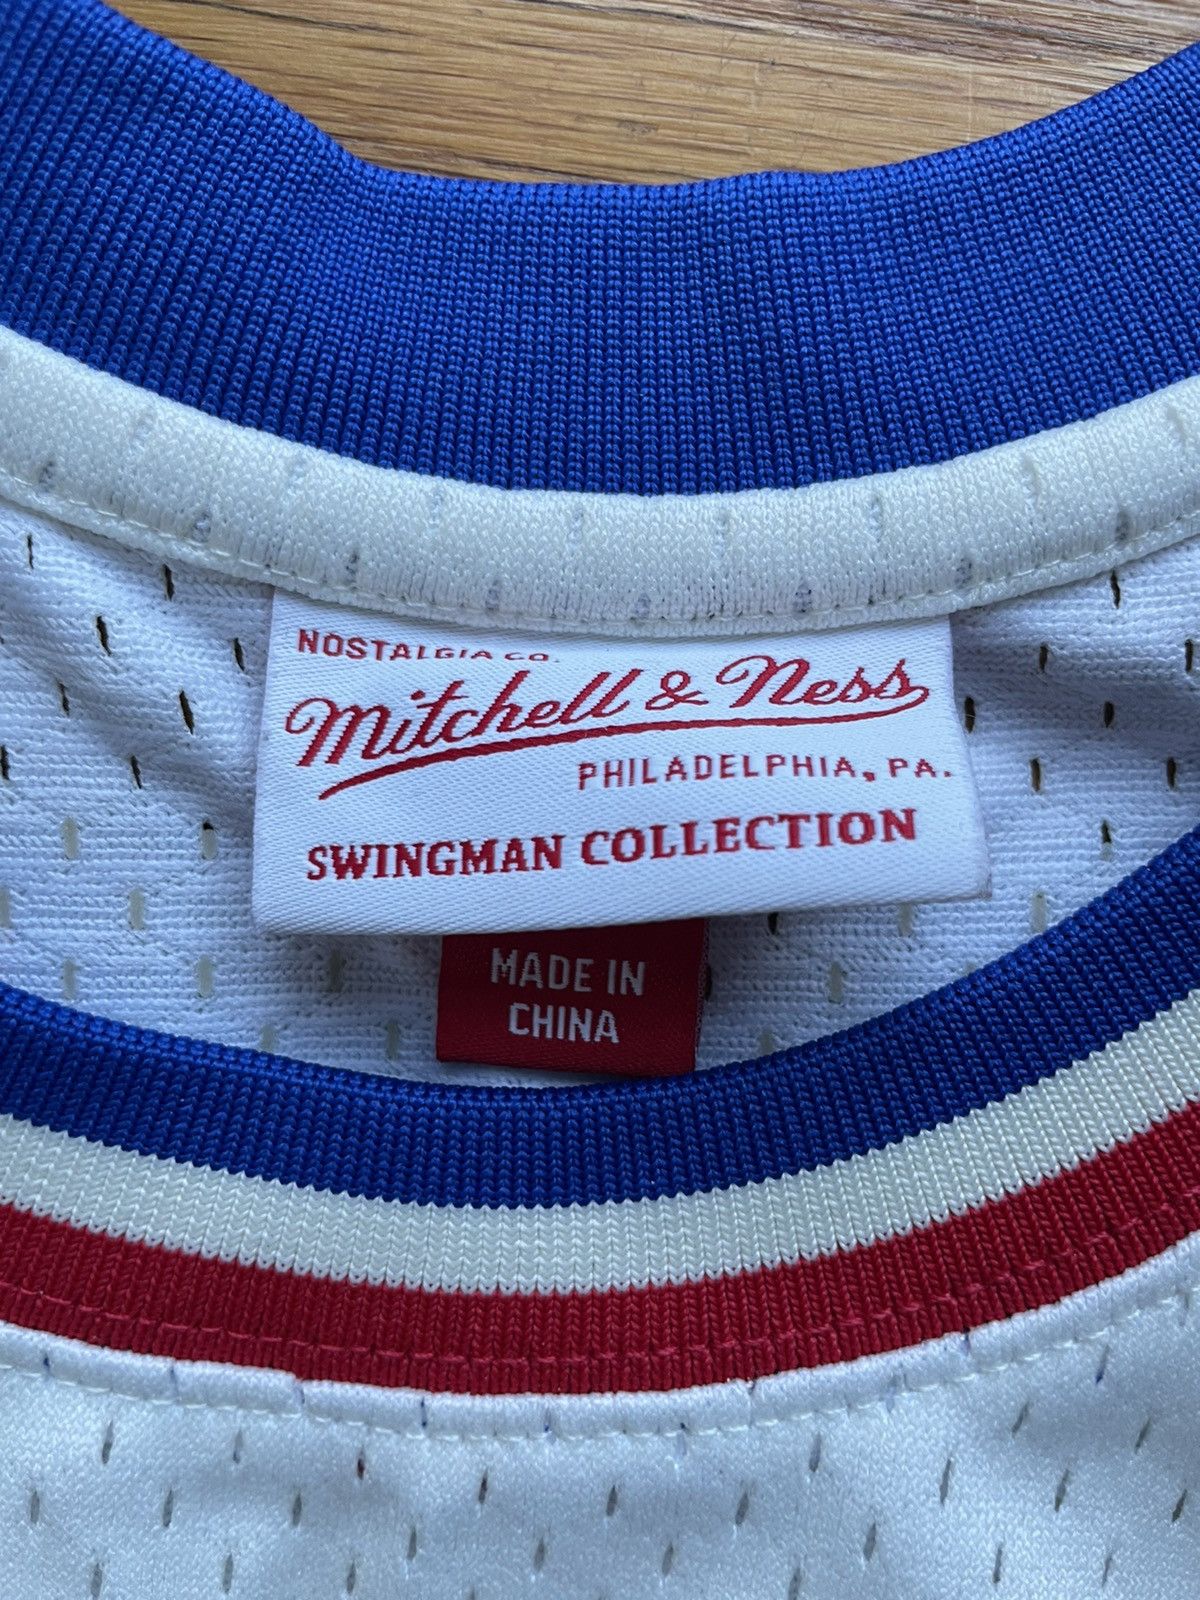 NOSTALGIA CO.
Mitchell & Ness
PHILADELPHIA, PA.
SWINGMAN COLLECTION
MADE IN
CHINA